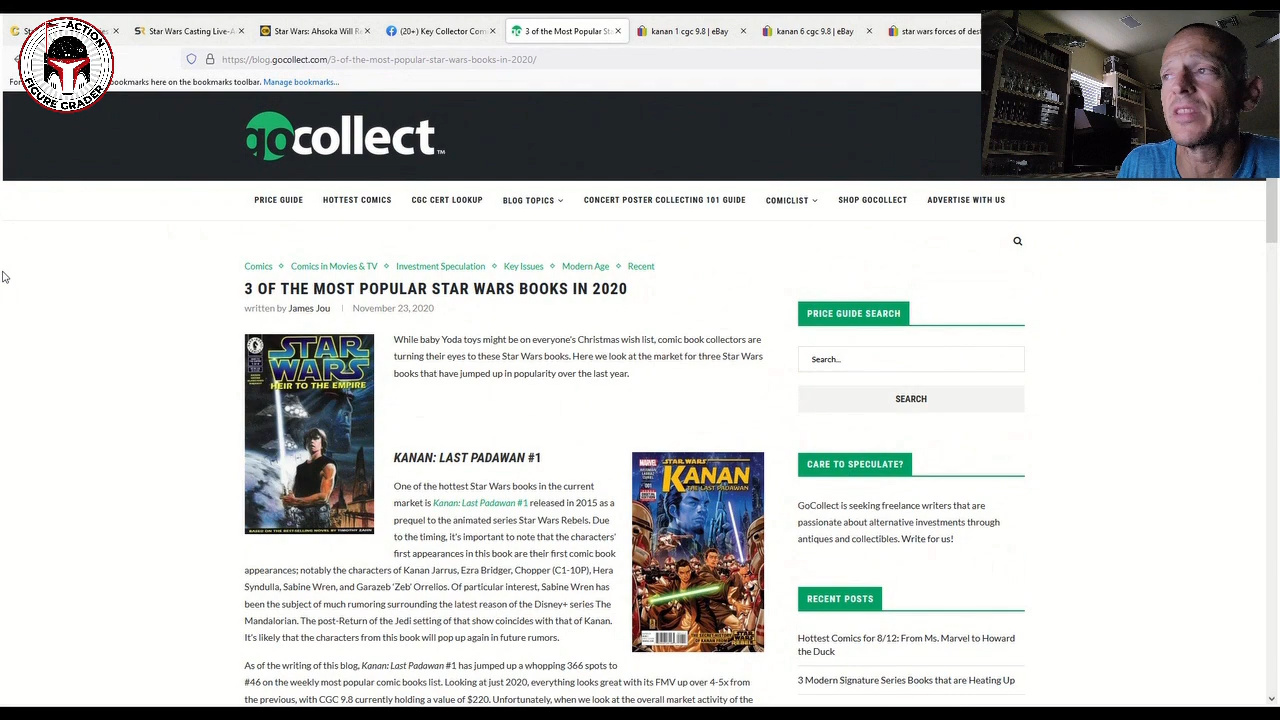 Star Wars Casting Live-A
Star Wars: Ahsoka Will R
(20+) Key Collector Com
3 of the Most Popular St
kanan 1 cgc 9.8 | eBay
kanan 6 cgc 9.8 | eBay
star wars forces of dest
ACTION
FIGURE GRADER
https://blog.gocollect.com/3-of-the-most-popular-star-wars-books-in-2020/
bookmarks here on the bookmarks toolbar. Manage bookmarks...
gocollect™
PRICE GUIDE
HOTTEST COMICS
CGC CERT LOOKUP
BLOG TOPICS
CONCERT POSTER COLLECTING 101 GUIDE
COMICLIST
SHOP GOCOLLECT
ADVERTISE WITH US
Comics ◇ Comics in Movies & TV ◇ Investment Speculation ◇ Key Issues ◇ Modern Age ◇ Recent
3 OF THE MOST POPULAR STAR WARS BOOKS IN 2020
written by James Jou | November 23, 2020
STAR
WARS
HEIR TO THE EMPIRE
BASED ON THE BESTSELLING NOVEL BY TIMOTHY ZAHN
While baby Yoda toys might be on everyone's Christmas wish list, comic book collectors are
turning their eyes to these Star Wars books. Here we look at the market for three Star Wars
books that have jumped up in popularity over the last year.
KANAN: LAST PADAWAN #1
One of the hottest Star Wars books in the current
market is Kanan: Last Padawan #1 released in 2015 as a
prequel to the animated series Star Wars Rebels. Due
to the timing, it's important to note that the characters'
first appearances in this book are their first comic book
appearances; notably the characters of Kanan Jarrus, Ezra Bridger, Chopper (C1-10P), Hera
Syndulla, Sabine Wren, and Garazeb 'Zeb' Orrelios. Of particular interest, Sabine Wren has
been the subject of much rumoring surrounding the latest reason of the Disney+ series The
Mandalorian. The post-Return of the Jedi setting of that show coincides with that of Kanan.
It's likely that the characters from this book will pop up again in future rumors.
MARVEL
STAR WARS
KANAN
THE LAST PADAWAN
As of the writing of this blog, Kanan: Last Padawan #1 has jumped up a whopping 366 spots to
#46 on the weekly most popular comic books list. Looking at just 2020, everything looks great with its FMV up over 4-5x from
the previous, with CGC 9.8 currently holding a value of $220. Unfortunately, when we look at the overall market activity of the
PRICE GUIDE SEARCH
Search...
SEARCH
CARE TO SPECULATE?
GoCollect is seeking freelance writers that are
passionate about alternative investments through
antiques and collectibles. Write for us!
RECENT POSTS
Hottest Comics for 8/12: From Ms. Marvel to Howard
the Duck
3 Modern Signature Series Books that are Heating Up